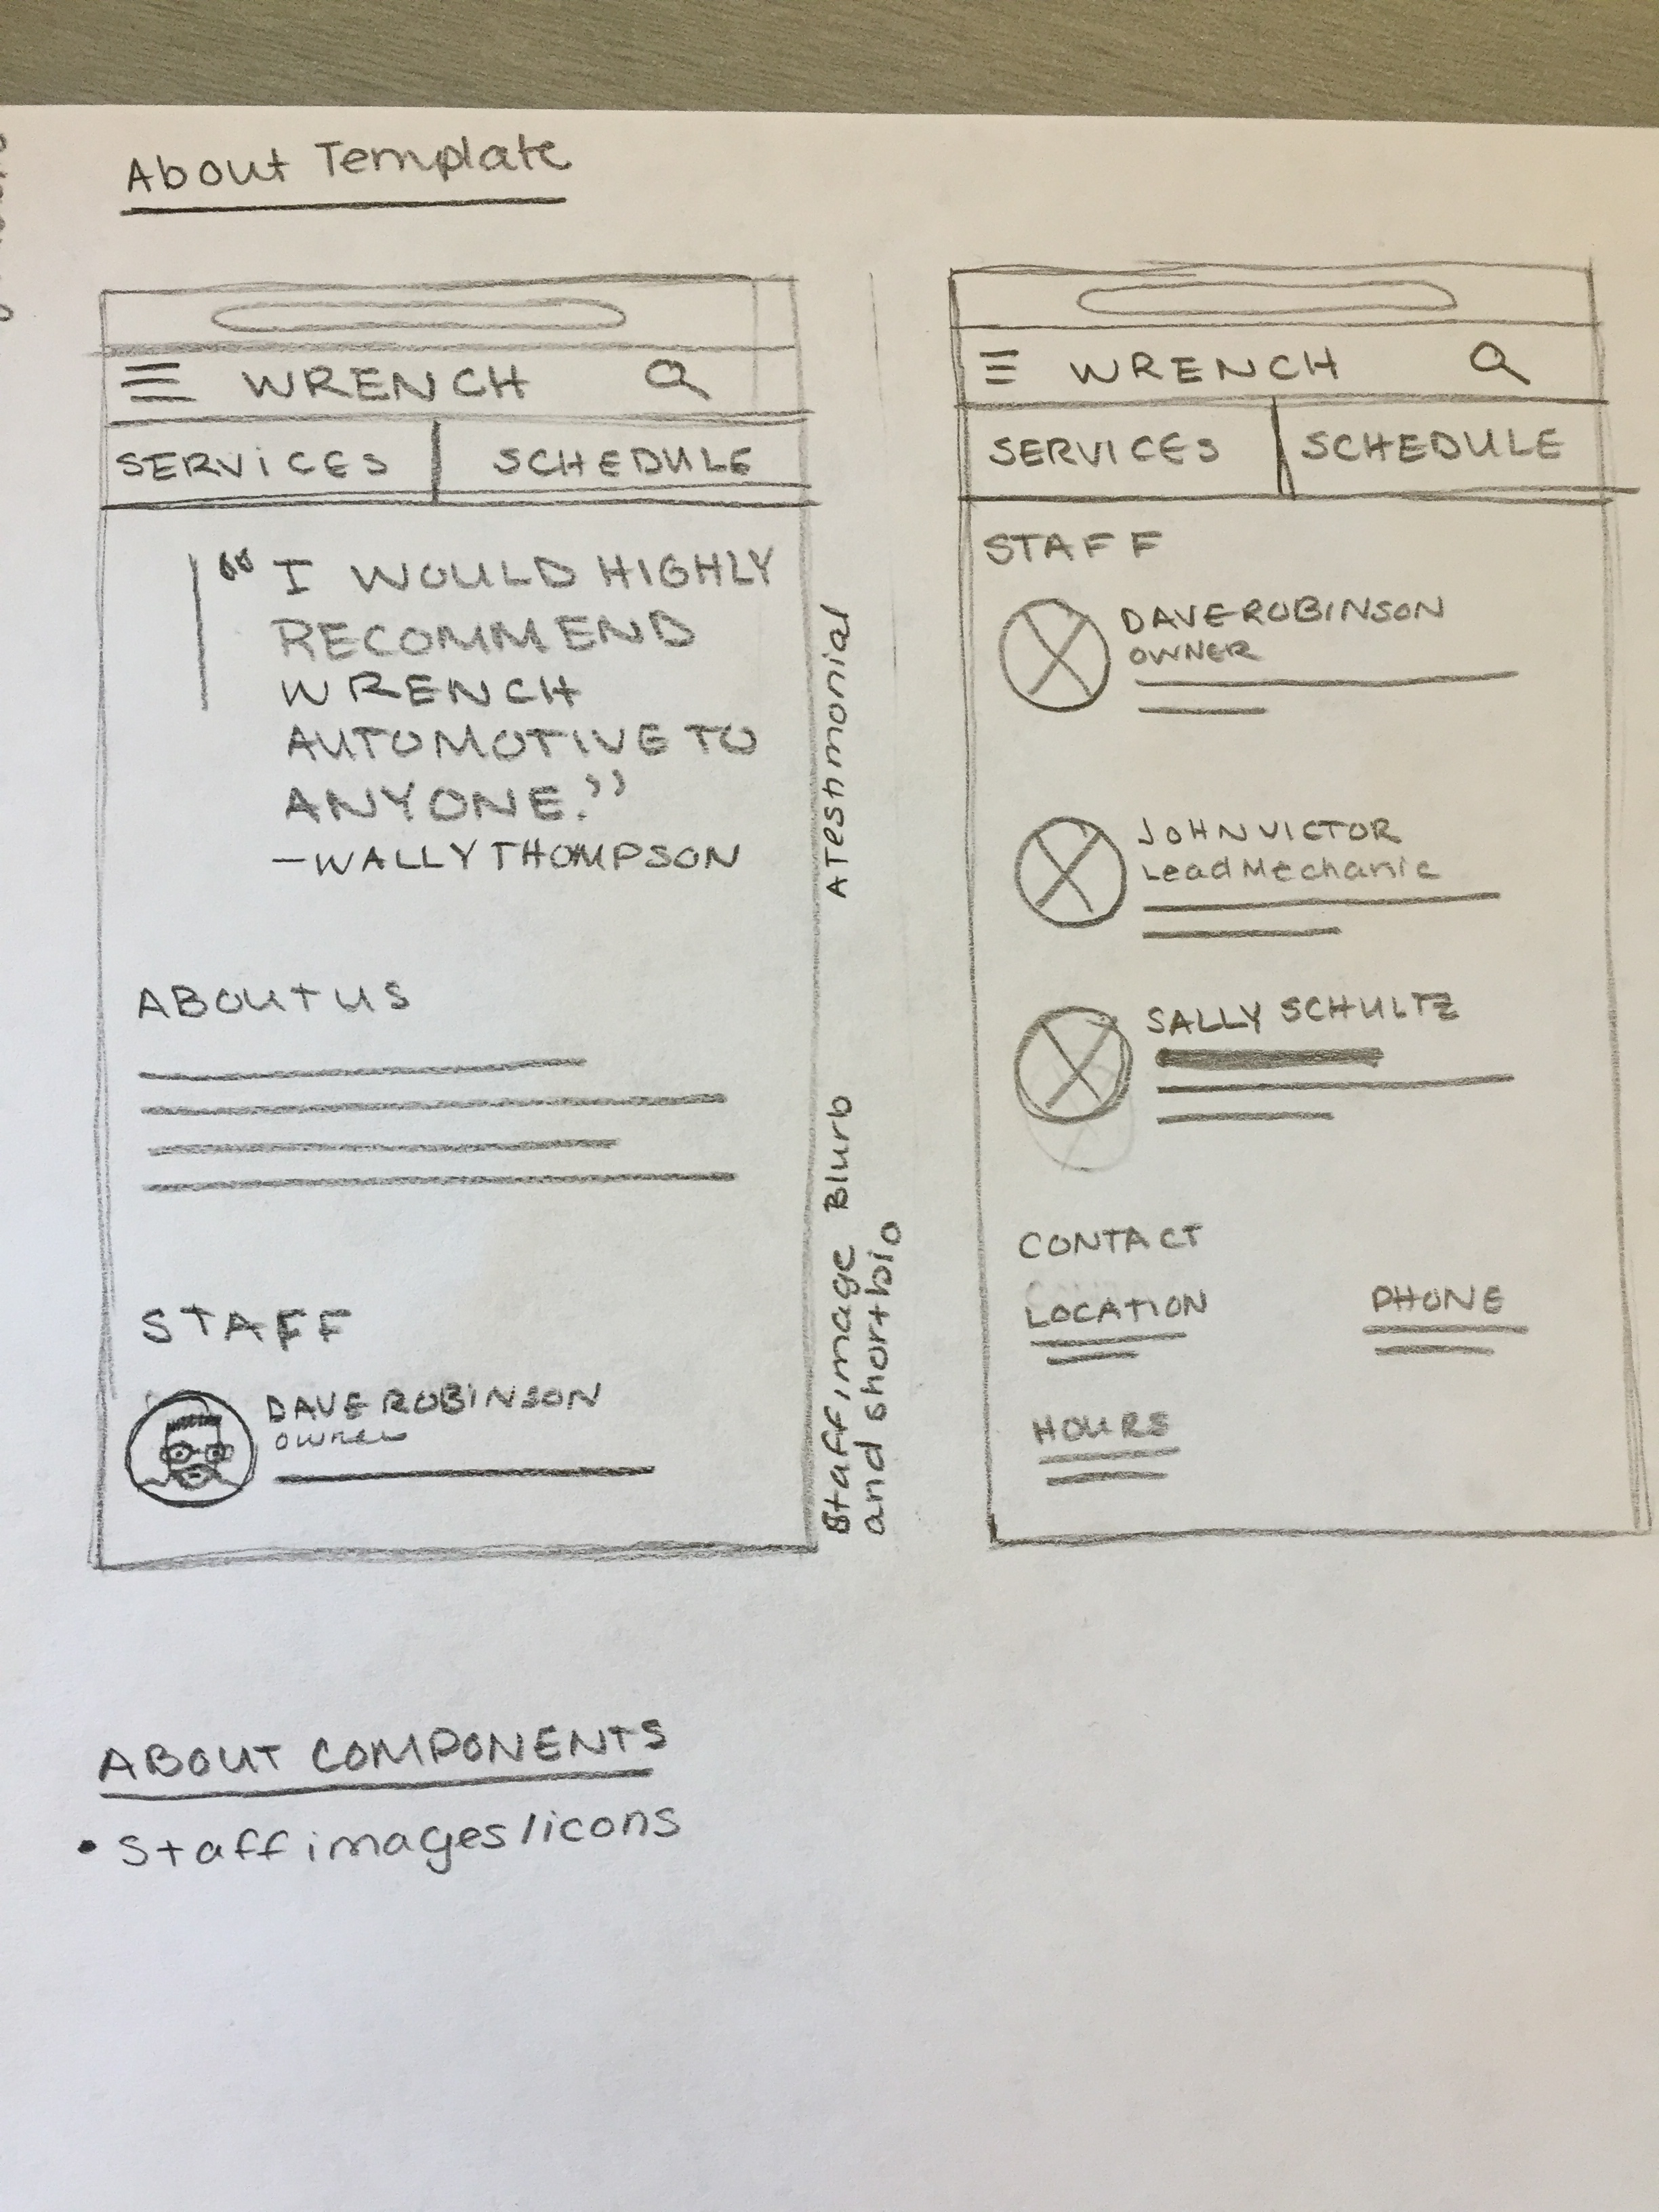 About Template
WRENCH
SERVICES SCHEDULE
“I WOULD HIGHLY
RECOMMEND
WRENCH
AUTOMOTIVE TO
ANYONE.”
—WALLY THOMPSON
ABOUT US
STAFF
DAVE ROBINSON
owner
A Testimonial
Blurb
Staff image
and short bio
WRENCH
SERVICES SCHEDULE
STAFF
DAVE ROBINSON
OWNER
JOHN VICTOR
Lead Mechanic
SALLY SCHULTZ
CONTACT
LOCATION PHONE
HOURS
ABOUT COMPONENTS
• Staff images/icons